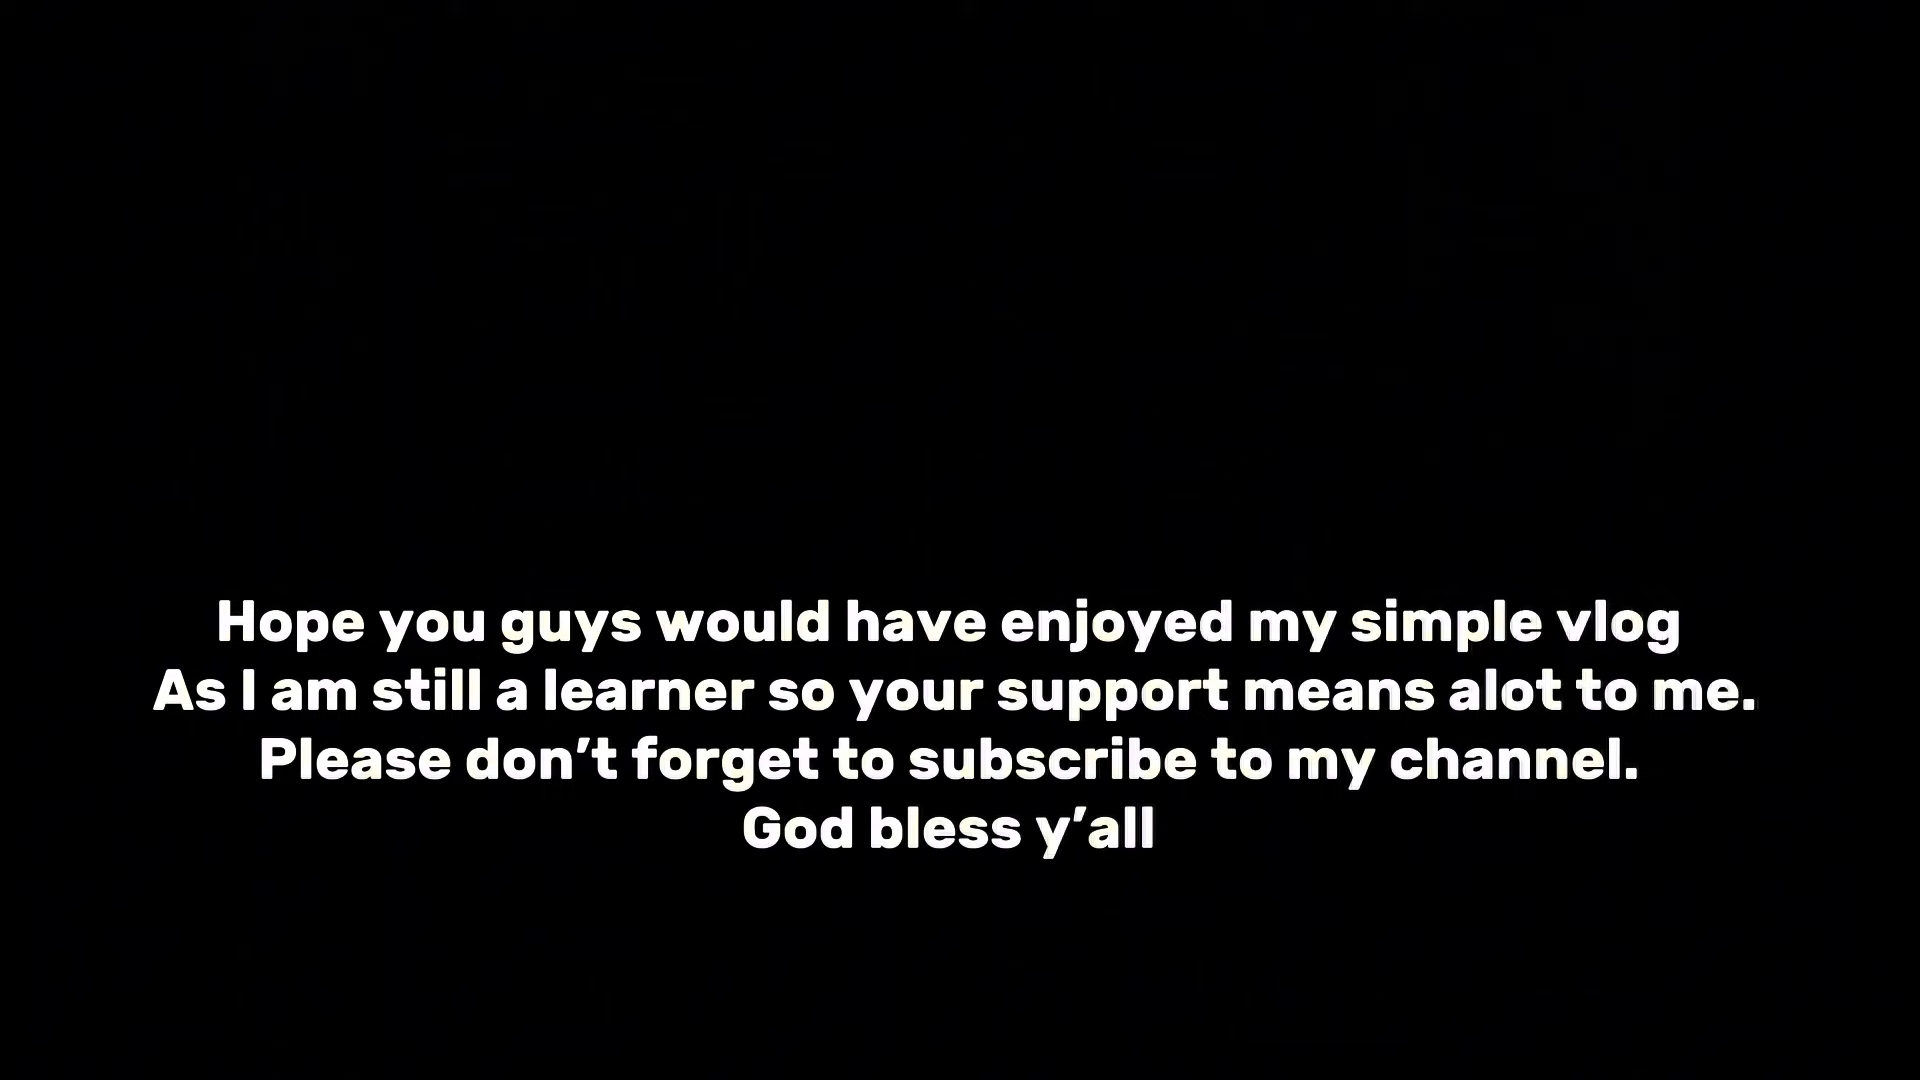 Hope you guys would have enjoyed my simple vlog
As I am still a learner so your support means alot to me.
Please don’t forget to subscribe to my channel.
God bless y’all